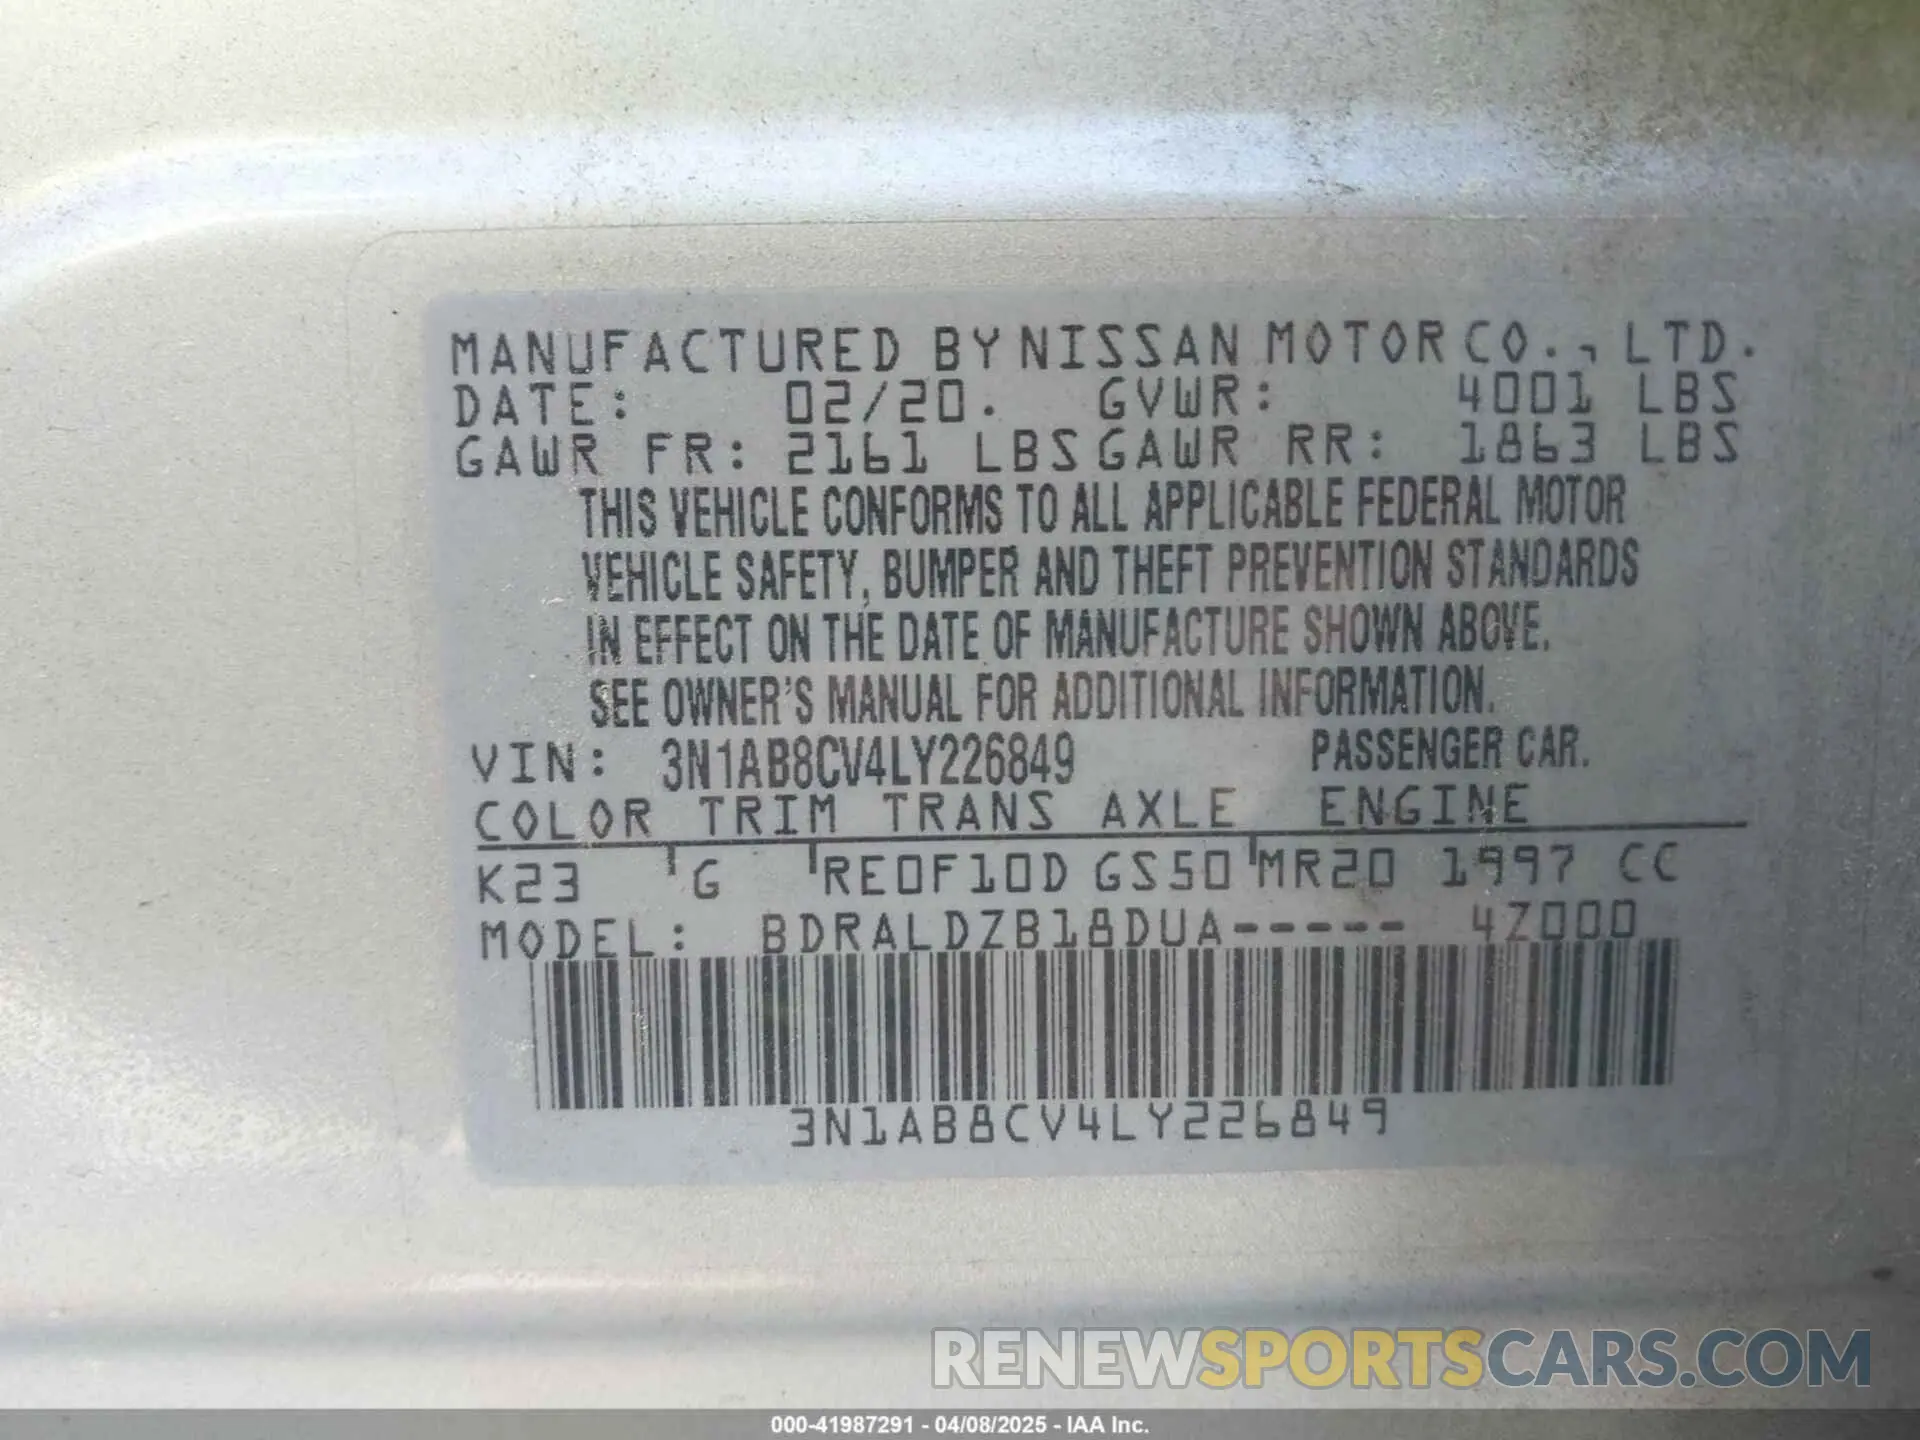 MANUFACTURED BY NISSAN MOTOR CO., LTD.
DATE: 02/20. GVWR: 4001 LBS
GAWR FR: 2161 LBS GAWR RR: 1863 LBS
THIS VEHICLE CONFORMS TO ALL APPLICABLE FEDERAL MOTOR
VEHICLE SAFETY, BUMPER AND THEFT PREVENTION STANDARDS
IN EFFECT ON THE DATE OF MANUFACTURE SHOWN ABOVE.
SEE OWNER'S MANUAL FOR ADDITIONAL INFORMATION.
VIN: 3N1AB8CV4LY226849 PASSENGER CAR.
COLOR TRIM TRANS AXLE ENGINE
K23 G RE0F10D GS50 MR20 1997 CC
MODEL: BDRALDZB18DUA----- 4Z000
3N1AB8CV4LY226849
RENEWSPORTSCARS.COM
000-41987291 - 04/08/2025 - IAA Inc.